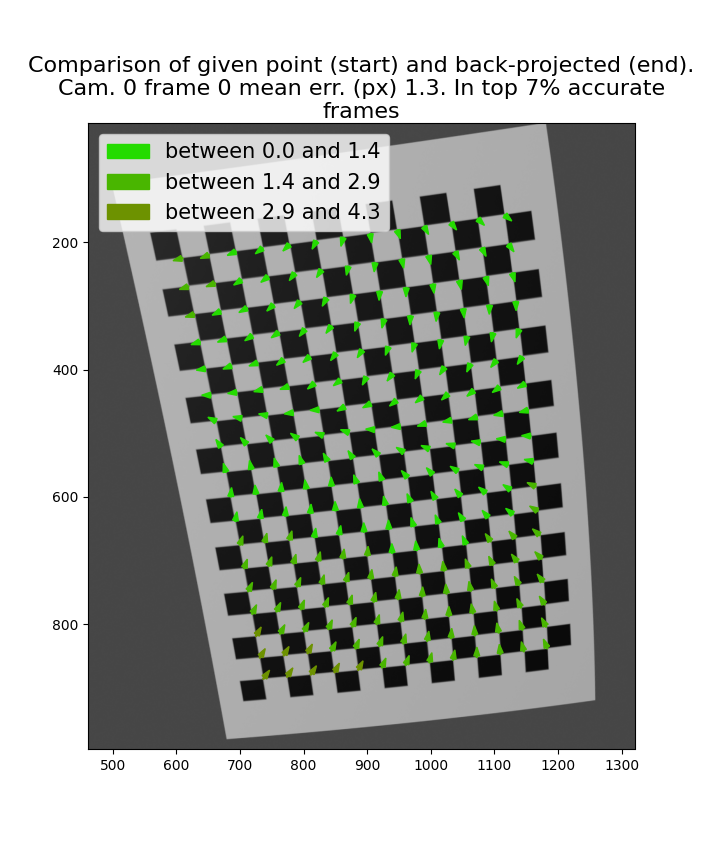 Comparison of given point (start) and back-projected (end).
Cam. 0 frame 0 mean err. (px) 1.3. In top 7% accurate
frames
between 0.0 and 1.4
between 1.4 and 2.9
between 2.9 and 4.3
200
400
600
800
500 600 700 800 900 1000 1100 1200 1300